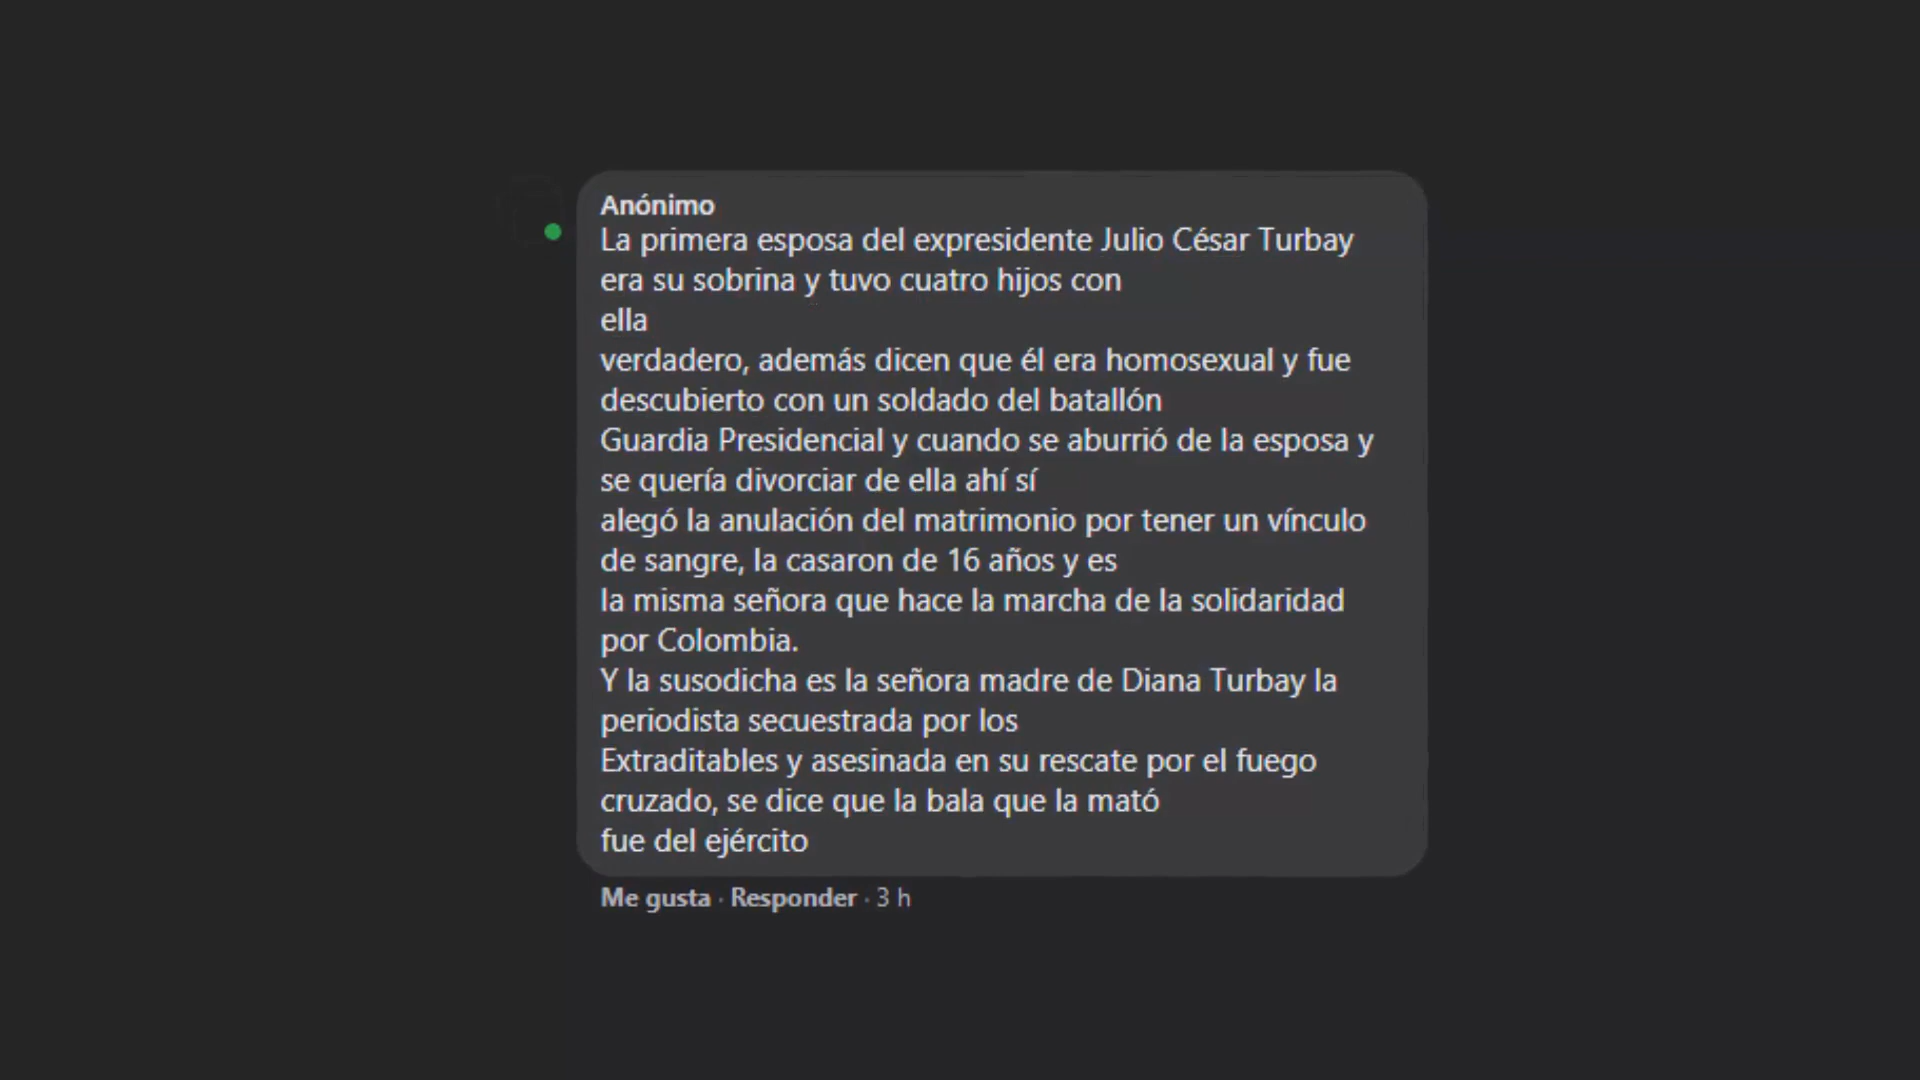 Anónimo
La primera esposa del expresidente Julio César Turbay
era su sobrina y tuvo cuatro hijos con
ella
verdadero, además dicen que él era homosexual y fue
descubierto con un soldado del batallón
Guardia Presidencial y cuando se aburrió de la esposa y
se quería divorciar de ella ahí sí
alegó la anulación del matrimonio por tener un vínculo
de sangre, la casaron de 16 años y es
la misma señora que hace la marcha de la solidaridad
por Colombia.
Y la susodicha es la señora madre de Diana Turbay la
periodista secuestrada por los
Extraditables y asesinada en su rescate por el fuego
cruzado, se dice que la bala que la mató
fue del ejército
Me gusta · Responder · 3 h